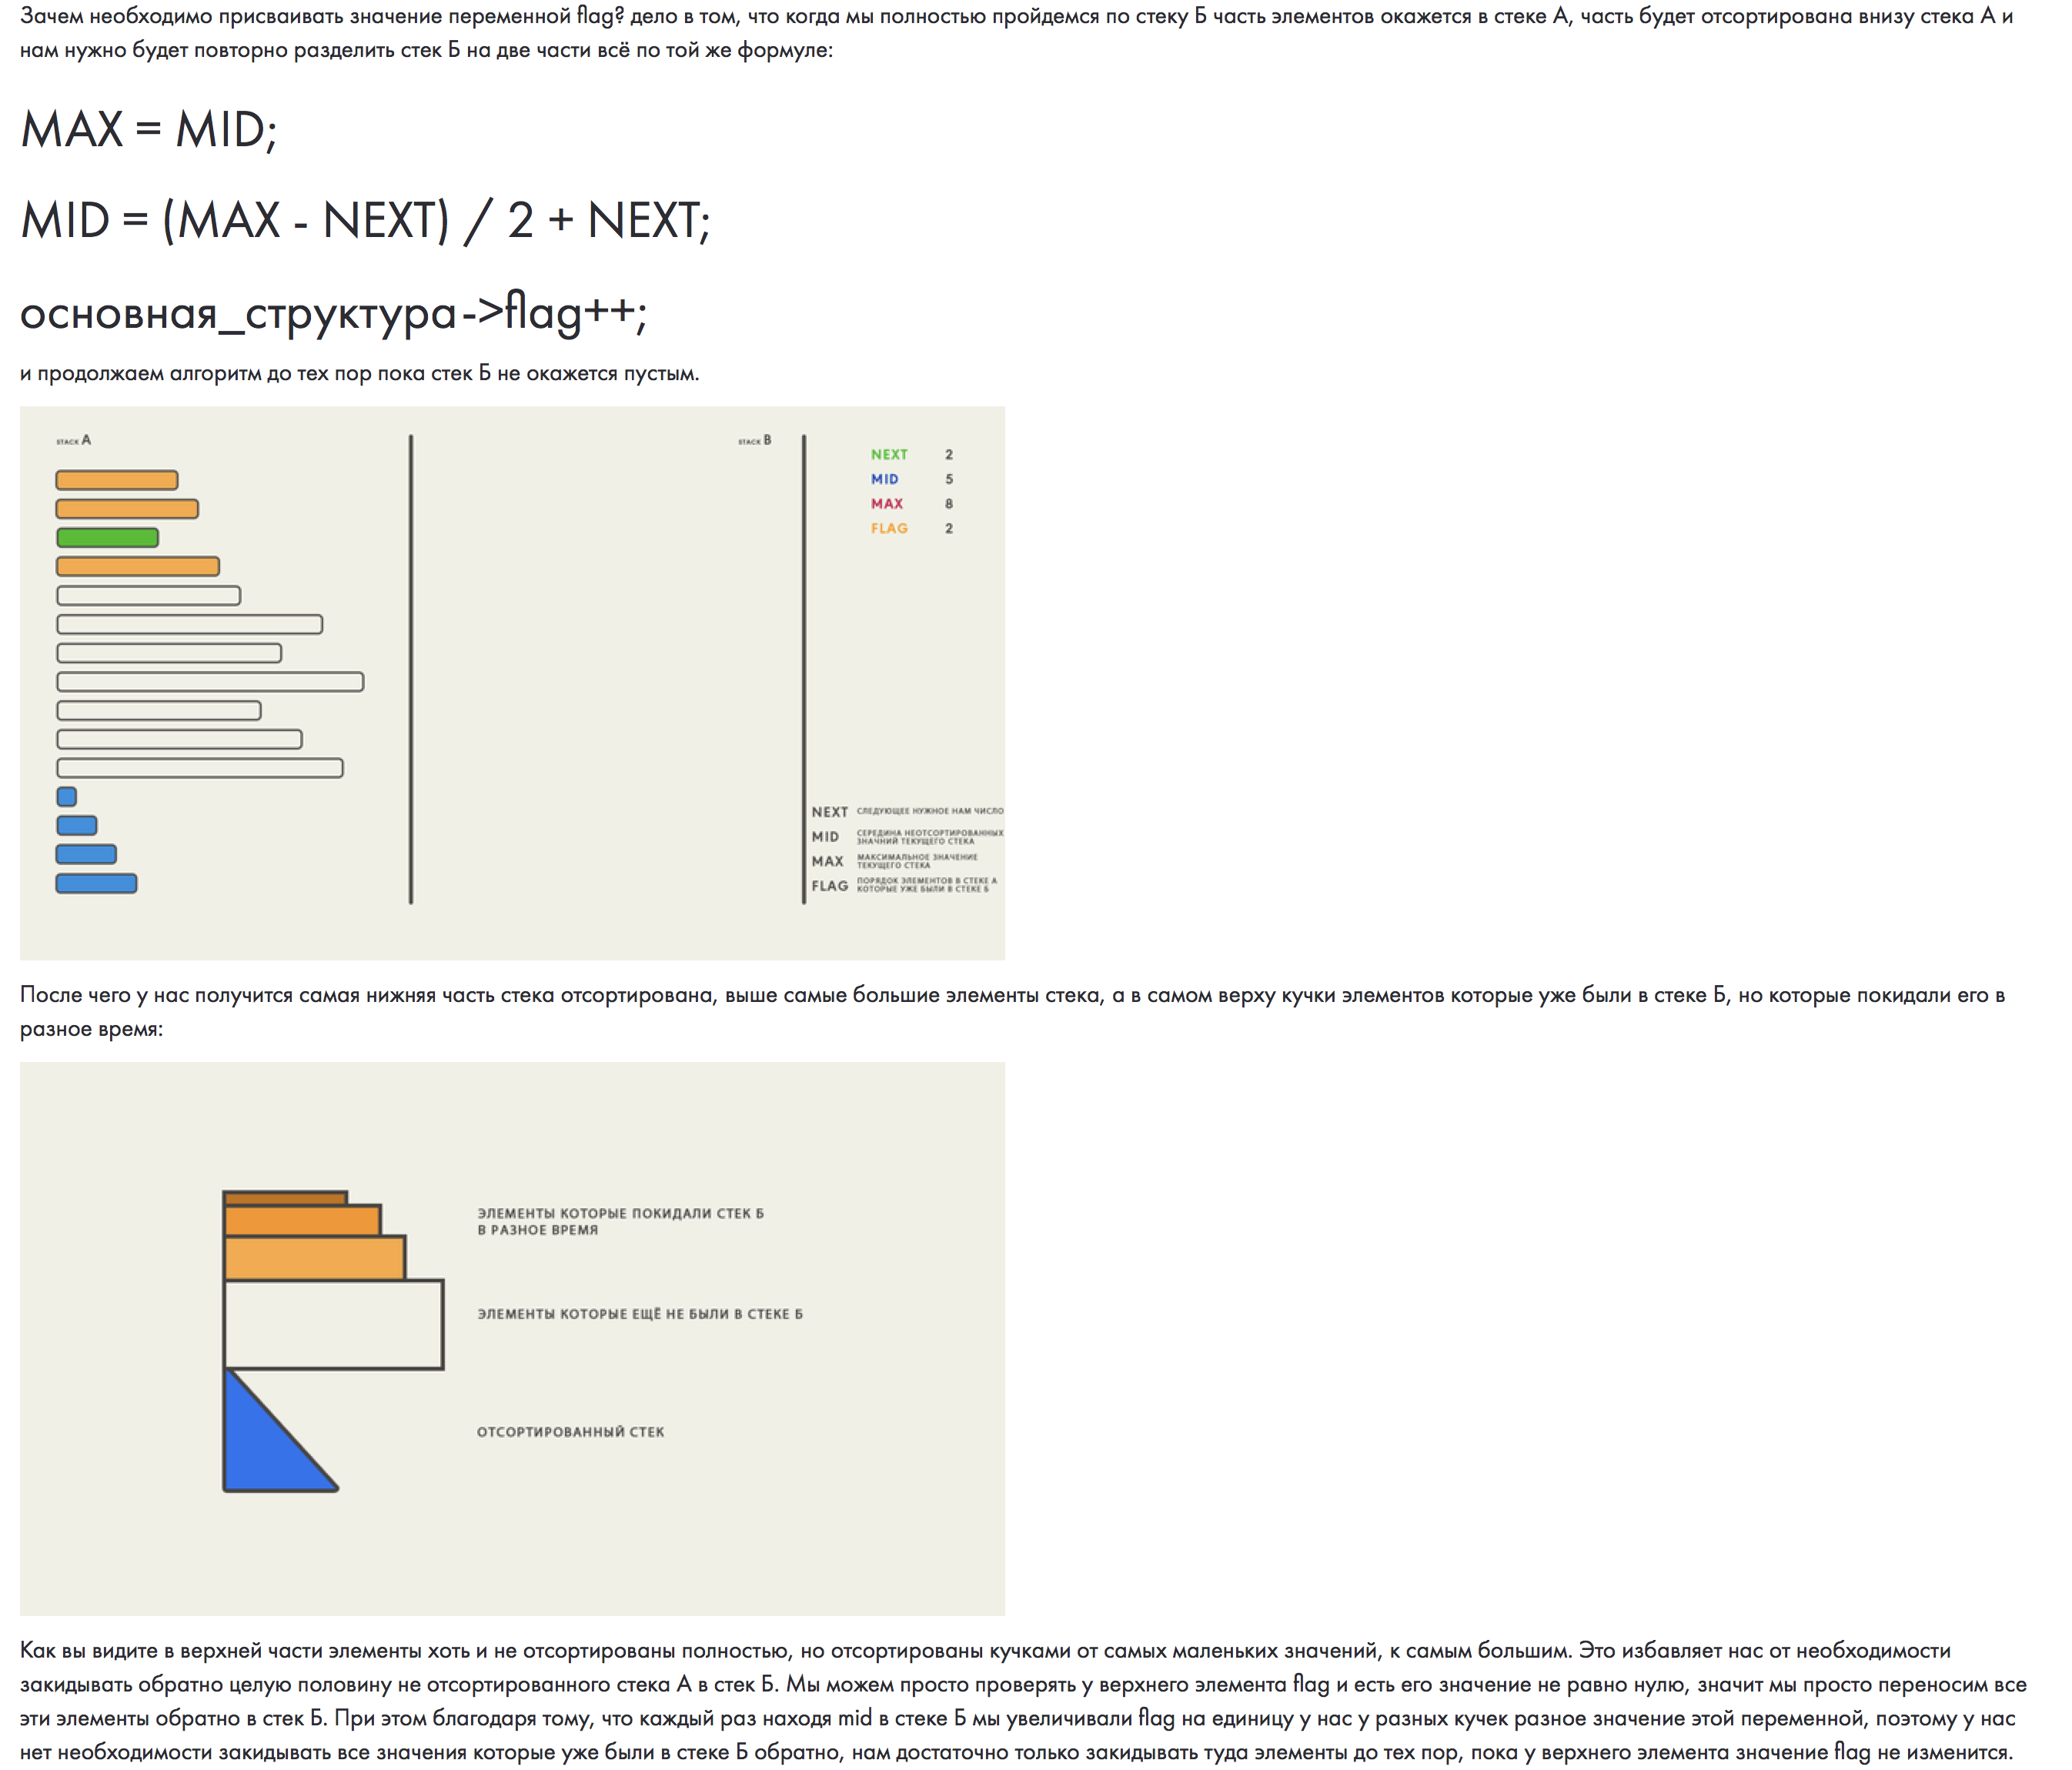 Зачем необходимо присваивать значение переменной flag? дело в том, что когда мы полностью пройдемся по стеку Б часть элементов окажется в стеке А, часть будет отсортирована внизу стека А и
нам нужно будет повторно разделить стек Б на две части всё по той же формуле:
MAX = MID;
MID = (MAX - NEXT) / 2 + NEXT;
основная_структура->flag++;
и продолжаем алгоритм до тех пор пока стек Б не окажется пустым.
STACK A
STACK B
NEXT 2
MID 5
MAX 8
FLAG 2
NEXT СЛЕДУЮЩЕЕ НУЖНОЕ НАМ ЧИСЛО
MID СЕРЕДИНА НЕОТСОРТИРОВАННЫХ
ЗНАЧНИЙ ТЕКУЩЕГО СТЕКА
MAX МАКСИМАЛЬНОЕ ЗНАЧЕНИЕ
ТЕКУЩЕГО СТЕКА
FLAG ПОРЯДОК ЭЛЕМЕНТОВ В СТЕКЕ А
КОТОРЫЕ УЖЕ БЫЛИ В СТЕКЕ Б
После чего у нас получится самая нижняя часть стека отсортирована, выше самые большие элементы стека, а в самом верху кучки элементов которые уже были в стеке Б, но которые покидали его в
разное время:
ЭЛЕМЕНТЫ КОТОРЫЕ ПОКИДАЛИ СТЕК Б
В РАЗНОЕ ВРЕМЯ
ЭЛЕМЕНТЫ КОТОРЫЕ ЕЩЁ НЕ БЫЛИ В СТЕКЕ Б
ОТСОРТИРОВАННЫЙ СТЕК
Как вы видите в верхней части элементы хоть и не отсортированы полностью, но отсортированы кучками от самых маленьких значений, к самым большим. Это избавляет нас от необходимости
закидывать обратно целую половину не отсортированного стека А в стек Б. Мы можем просто проверять у верхнего элемента flag и есть его значение не равно нулю, значит мы просто переносим все
эти элементы обратно в стек Б. При этом благодаря тому, что каждый раз находя mid в стеке Б мы увеличивали flag на единицу у нас у разных кучек разное значение этой переменной, поэтому у нас
нет необходимости закидывать все значения которые уже были в стеке Б обратно, нам достаточно только закидывать туда элементы до тех пор, пока у верхнего элемента значение flag не изменится.